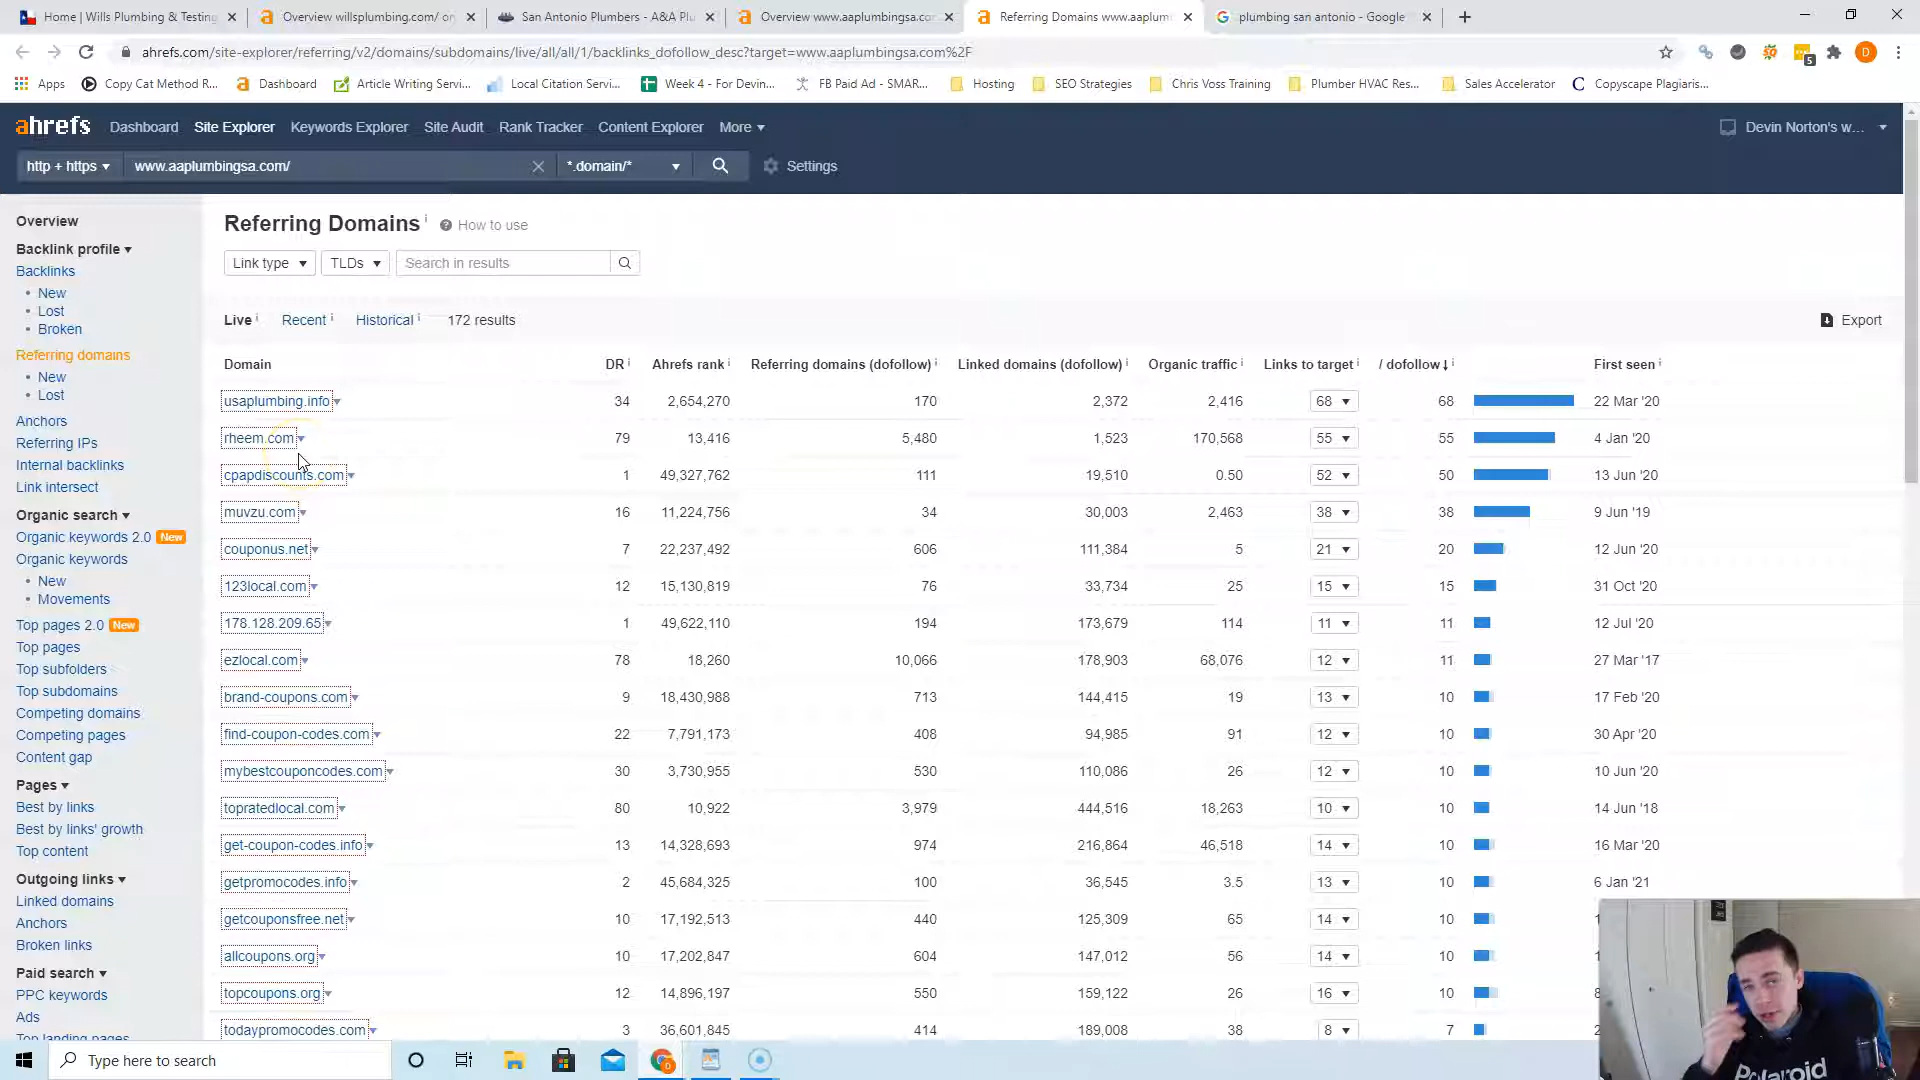 Home | Wills Plumbing & Testing
Overview willsplumbing.com/ on
San Antonio Plumbers - A&A Plu
Overview www.aaplumbingsa.co
Referring Domains www.aaplum
plumbing san antonio - Google
ahrefs.com/site-explorer/referring/v2/domains/subdomains/live/all/all/1/backlinks_dofollow_desc?target=www.aaplumbingsa.com%2F
5
D
Apps
Copy Cat Method R...
Dashboard
Article Writing Servi...
Local Citation Servi...
Week 4 - For Devin...
FB Paid Ad - SMAR...
Hosting
SEO Strategies
Chris Voss Training
Plumber HVAC Res...
Sales Accelerator
Copyscape Plagiaris...
ahrefs Dashboard Site Explorer Keywords Explorer Site Audit Rank Tracker Content Explorer More
Devin Norton's w...
http + https
www.aaplumbingsa.com/
*.domain/*
Settings
Overview
Backlink profile
Backlinks
New
Lost
Broken
Referring domains
New
Lost
Anchors
Referring IPs
Internal backlinks
Link intersect
Organic search
Organic keywords 2.0 New
Organic keywords
New
Movements
Top pages 2.0 New
Top pages
Top subfolders
Top subdomains
Competing domains
Competing pages
Content gap
Pages
Best by links
Best by links' growth
Top content
Outgoing links
Linked domains
Anchors
Broken links
Paid search
PPC keywords
Ads
Top landing pages
Referring Domains How to use
Link type TLDs Search in results
Live Recent Historical 172 results
Export
Domain DR Ahrefs rank Referring domains (dofollow) Linked domains (dofollow) Organic traffic Links to target / dofollow First seen
usaplumbing.info 34 2,654,270 170 2,372 2,416 68 68 22 Mar '20
rheem.com 79 13,416 5,480 1,523 170,568 55 55 4 Jan '20
cpapdiscounts.com 1 49,327,762 111 19,510 0.50 52 50 13 Jun '20
muvzu.com 16 11,224,756 34 30,003 2,463 38 38 9 Jun '19
couponus.net 7 22,237,492 606 111,384 5 21 20 12 Jun '20
123local.com 12 15,130,819 76 33,734 25 15 15 31 Oct '20
178.128.209.65 1 49,622,110 194 173,679 114 11 11 12 Jul '20
ezlocal.com 78 18,260 10,066 178,903 68,076 12 11 27 Mar '17
brand-coupons.com 9 18,430,988 713 144,415 19 13 10 17 Feb '20
find-coupon-codes.com 22 7,791,173 408 94,985 91 12 10 30 Apr '20
mybestcouponcodes.com 30 3,730,955 530 110,086 26 12 10 10 Jun '20
topratedlocal.com 80 10,922 3,979 444,516 18,263 10 10 14 Jun '18
get-coupon-codes.info 13 14,328,693 974 216,864 46,518 14 10 16 Mar '20
getpromocodes.info 2 45,684,325 100 36,545 3.5 13 10 6 Jan '21
getcouponsfree.net 10 17,192,513 440 125,309 65 14 10
allcoupons.org 10 17,202,847 604 147,012 56 14 10
topcoupons.org 12 14,896,197 550 159,122 26 16 10
todaypromocodes.com 3 36,601,845 414 189,008 38 8 7
Polaroid
Type here to search